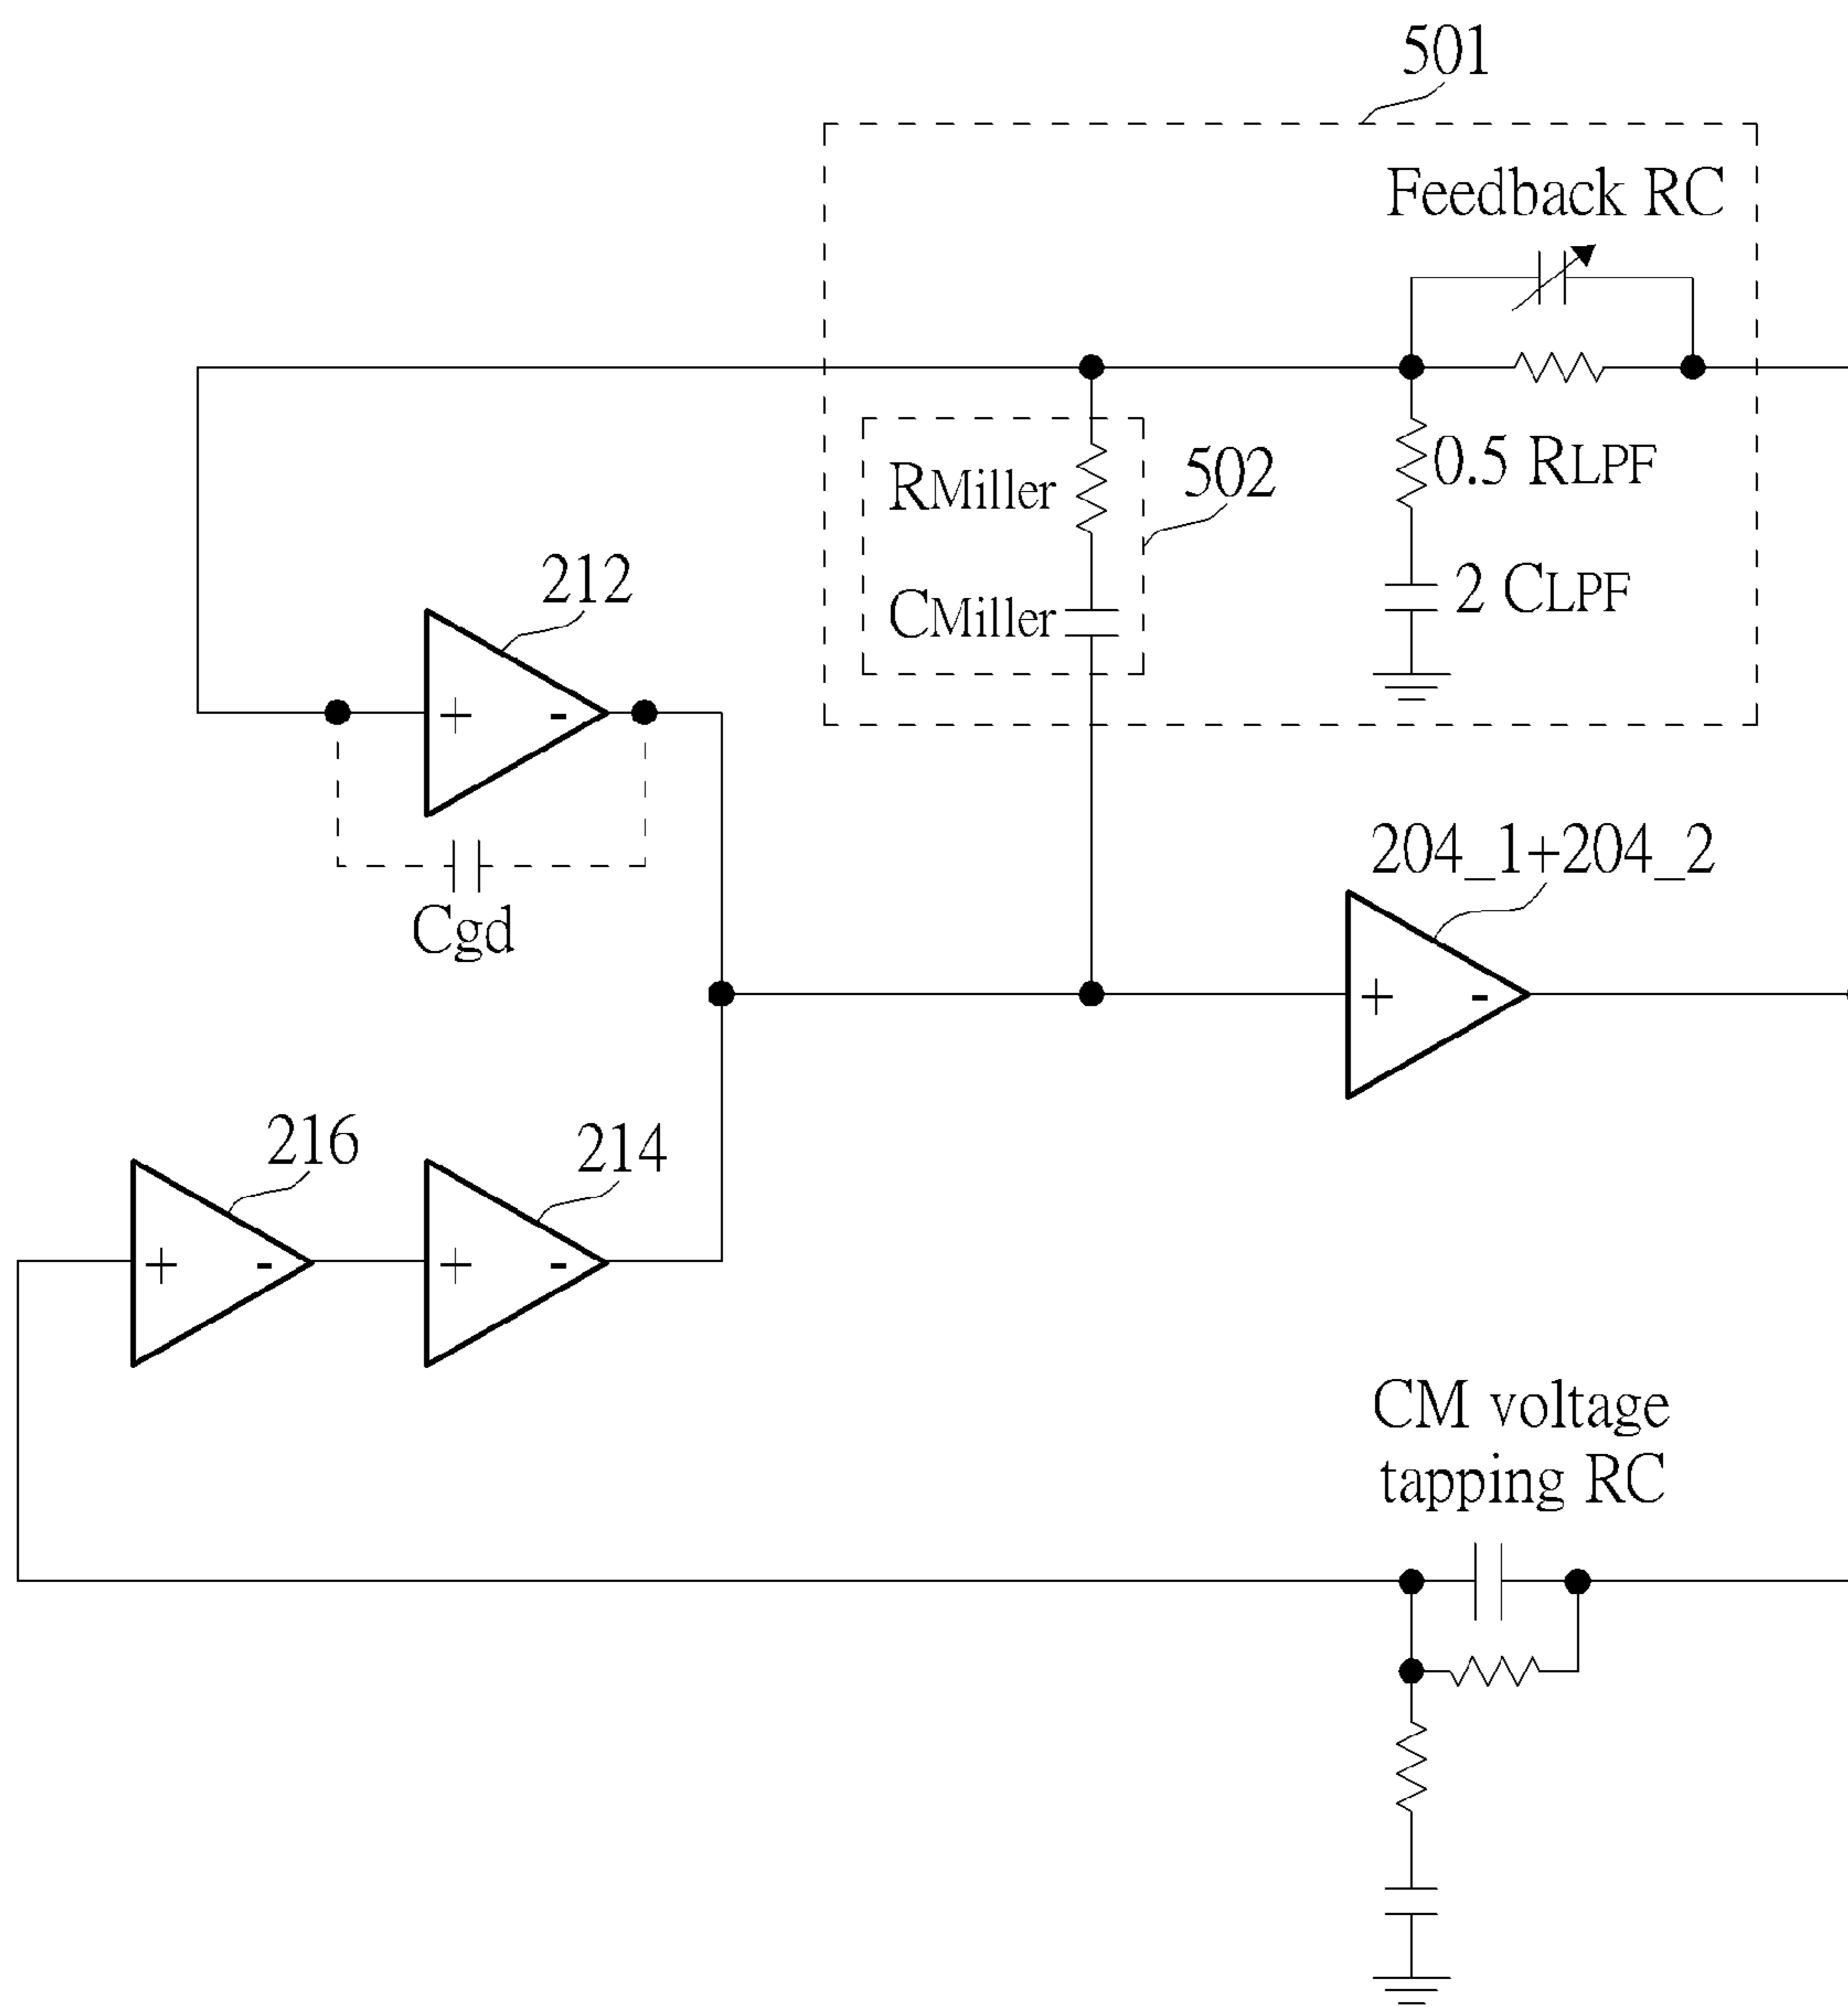 501
Feedback RC
RMiller
502
0.5 RLPF
CMiller
2 CLPF
212
+ -
Cgd
204_1+204_2
+ -
216
214
+ -
+ -
CM voltage
tapping RC